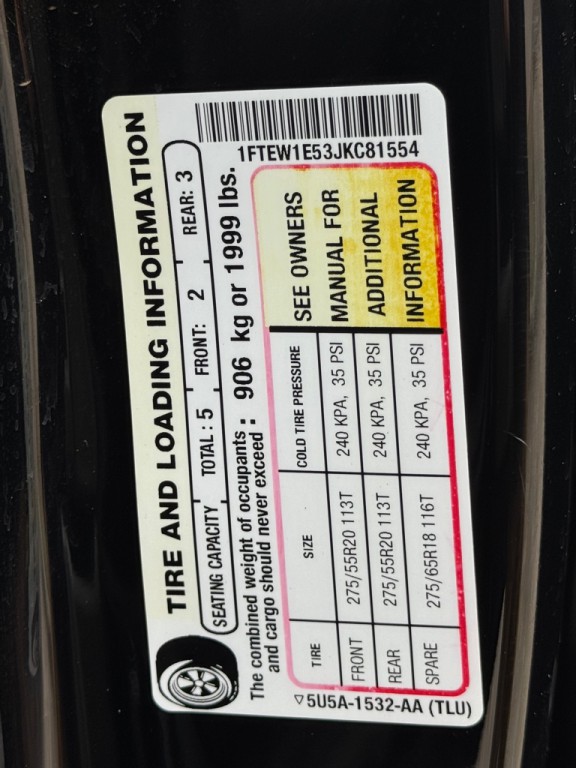 TIRE AND LOADING INFORMATION
SEATING CAPACITY TOTAL : 5 FRONT: 2 REAR: 3
The combined weight of occupants
and cargo should never exceed : 906 kg or 1999 lbs.
1FTEW1E53JKC81554
TIRE SIZE COLD TIRE PRESSURE
FRONT 275/55R20 113T 240 KPA, 35 PSI
REAR 275/55R20 113T 240 KPA, 35 PSI
SPARE 275/65R18 116T 240 KPA, 35 PSI
SEE OWNERS
MANUAL FOR
ADDITIONAL
INFORMATION
▽5U5A-1532-AA (TLU)